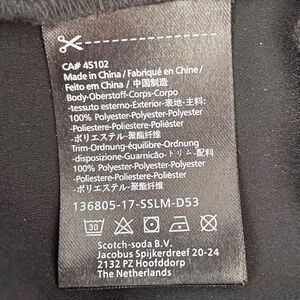 CA# 45102
Made in China / Fabriqué en Chine /
Feito em China / 中国制造
Body-Oberstoff-Corps-Corpo
-tessuto esterno-Exterior-表地-主料:
100% Polyester-Polyester-Polyester
-Poliestere-Poliester-Poliéster
-ポリエステル-聚酯纤维
Trim-Ordnung-équilibre-Ordnung
-disposizione-Guarnição-トリム-配料:
100% Polyester-Polyester-Polyester
-Poliestere-Poliester-Poliéster
-ポリエステル-聚酯纤维
136805-17-SSLM-D53
30
Scotch-soda B.V.
Jacobus Spijkerdreef 20-24
2132 PZ Hoofddorp
The Netherlands